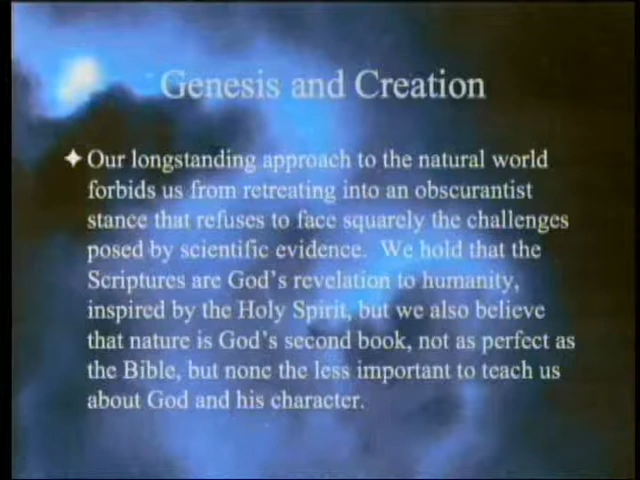 Genesis and Creation
Our longstanding approach to the natural world
forbids us from retreating into an obscurantist
stance that refuses to face squarely the challenges
posed by scientific evidence.  We hold that the
Scriptures are God's revelation to humanity,
inspired by the Holy Spirit, but we also believe
that nature is God's second book, not as perfect as
the Bible, but none the less important to teach us
about God and his character.